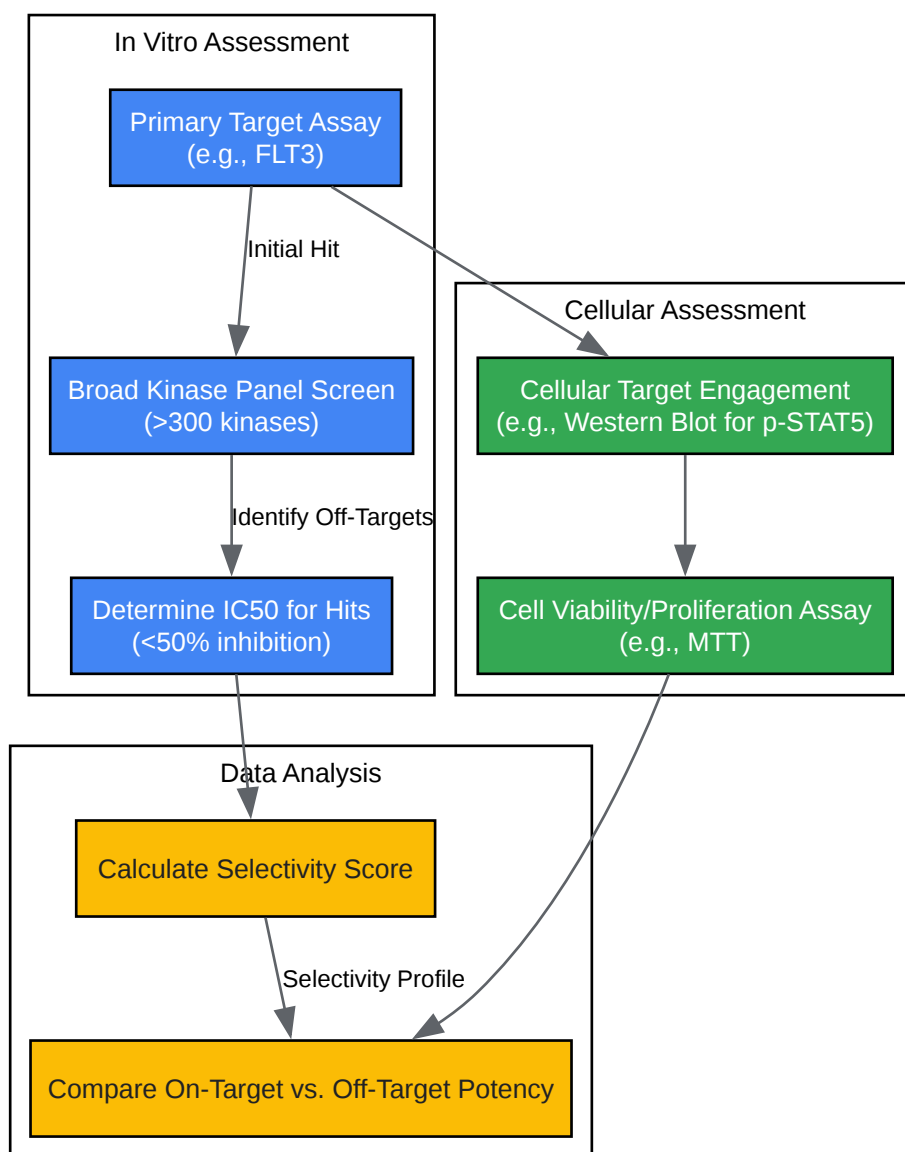 In Vitro Assessment
Primary Target Assay
(e.g., FLT3)
Initial Hit
Cellular Assessment
Broad Kinase Panel Screen
(>300 kinases)
Cellular Target Engagement
(e.g., Western Blot for p-STAT5)
Identify Off-Targets
Determine IC50 for Hits
(<50% inhibition)
Cell Viability/Proliferation Assay
(e.g., MTT)
Data Analysis
Calculate Selectivity Score
Selectivity Profile
Compare On-Target vs. Off-Target Potency